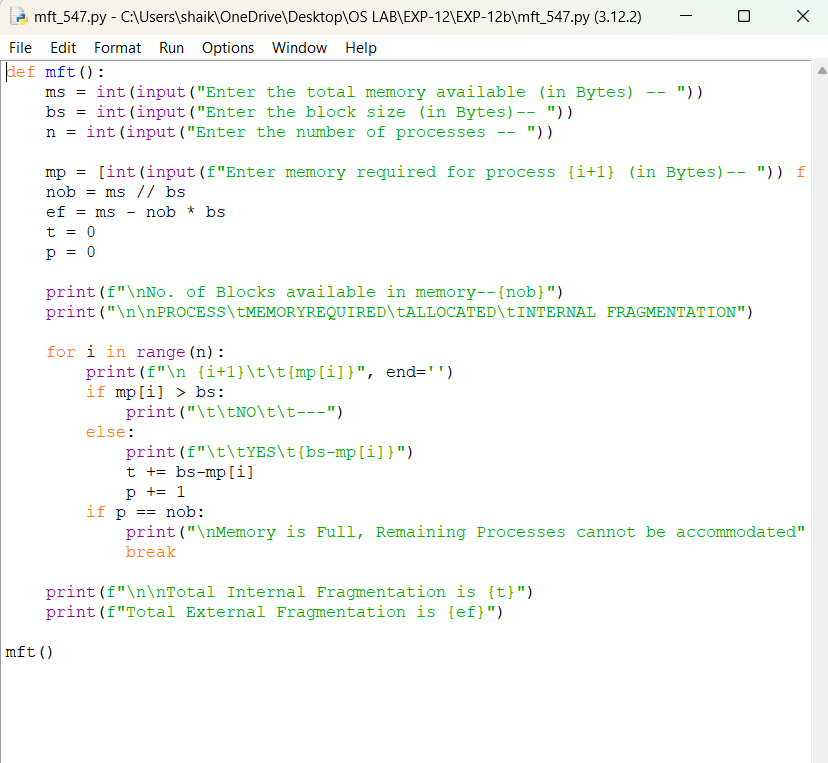 mft_547.py - C:\Users\shaik\OneDrive\Desktop\OS LAB\EXP-12\EXP-12b\mft_547.py (3.12.2)
File Edit Format Run Options Window Help
def mft():
    ms = int(input("Enter the total memory available (in Bytes) -- "))
    bs = int(input("Enter the block size (in Bytes)-- "))
    n = int(input("Enter the number of processes -- "))

    mp = [int(input(f"Enter memory required for process {i+1} (in Bytes)-- ")) f
    nob = ms // bs
    ef = ms - nob * bs
    t = 0
    p = 0

    print(f"\nNo. of Blocks available in memory--{nob}")
    print("\n\nPROCESS\tMEMORYREQUIRED\tALLOCATED\tINTERNAL FRAGMENTATION")

    for i in range(n):
        print(f"\n {i+1}\t\t{mp[i]}", end='')
        if mp[i] > bs:
            print("\t\tNO\t\t---")
        else:
            print(f"\t\tYES\t{bs-mp[i]}")
            t += bs-mp[i]
            p += 1
        if p == nob:
            print("\nMemory is Full, Remaining Processes cannot be accommodated"
            break

    print(f"\n\nTotal Internal Fragmentation is {t}")
    print(f"Total External Fragmentation is {ef}")

mft()